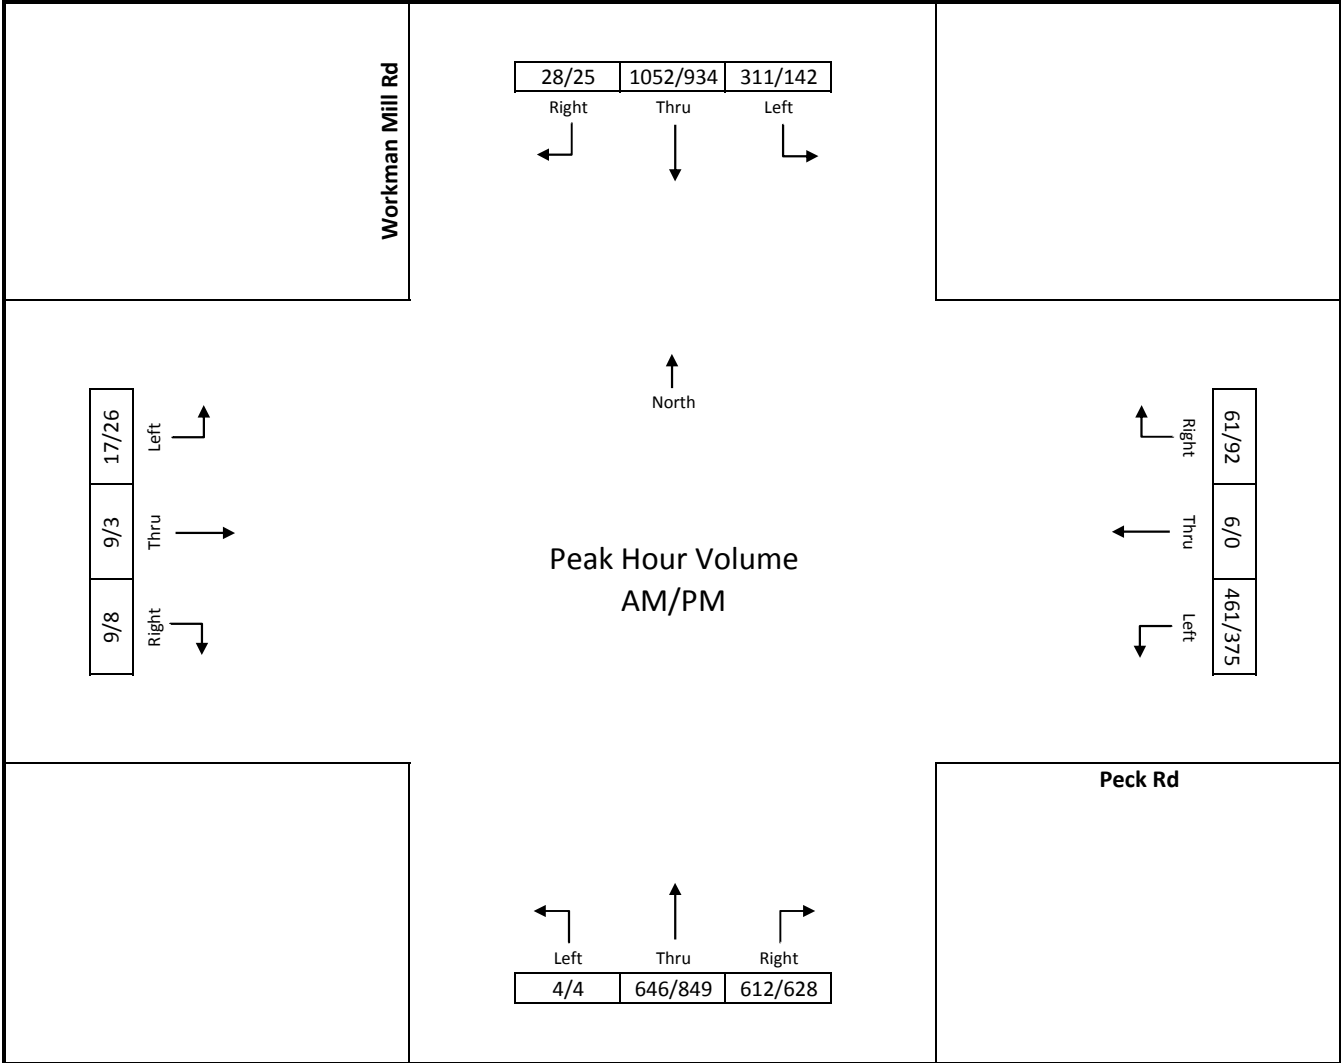 Workman Mill Rd
28/25 1052/934 311/142
Right Thru Left
North
17/26
Left
9/3
Thru
9/8
Right
Right
61/92
Thru
6/0
Left
461/375
Peak Hour Volume
AM/PM
Peck Rd
Left Thru Right
4/4 646/849 612/628